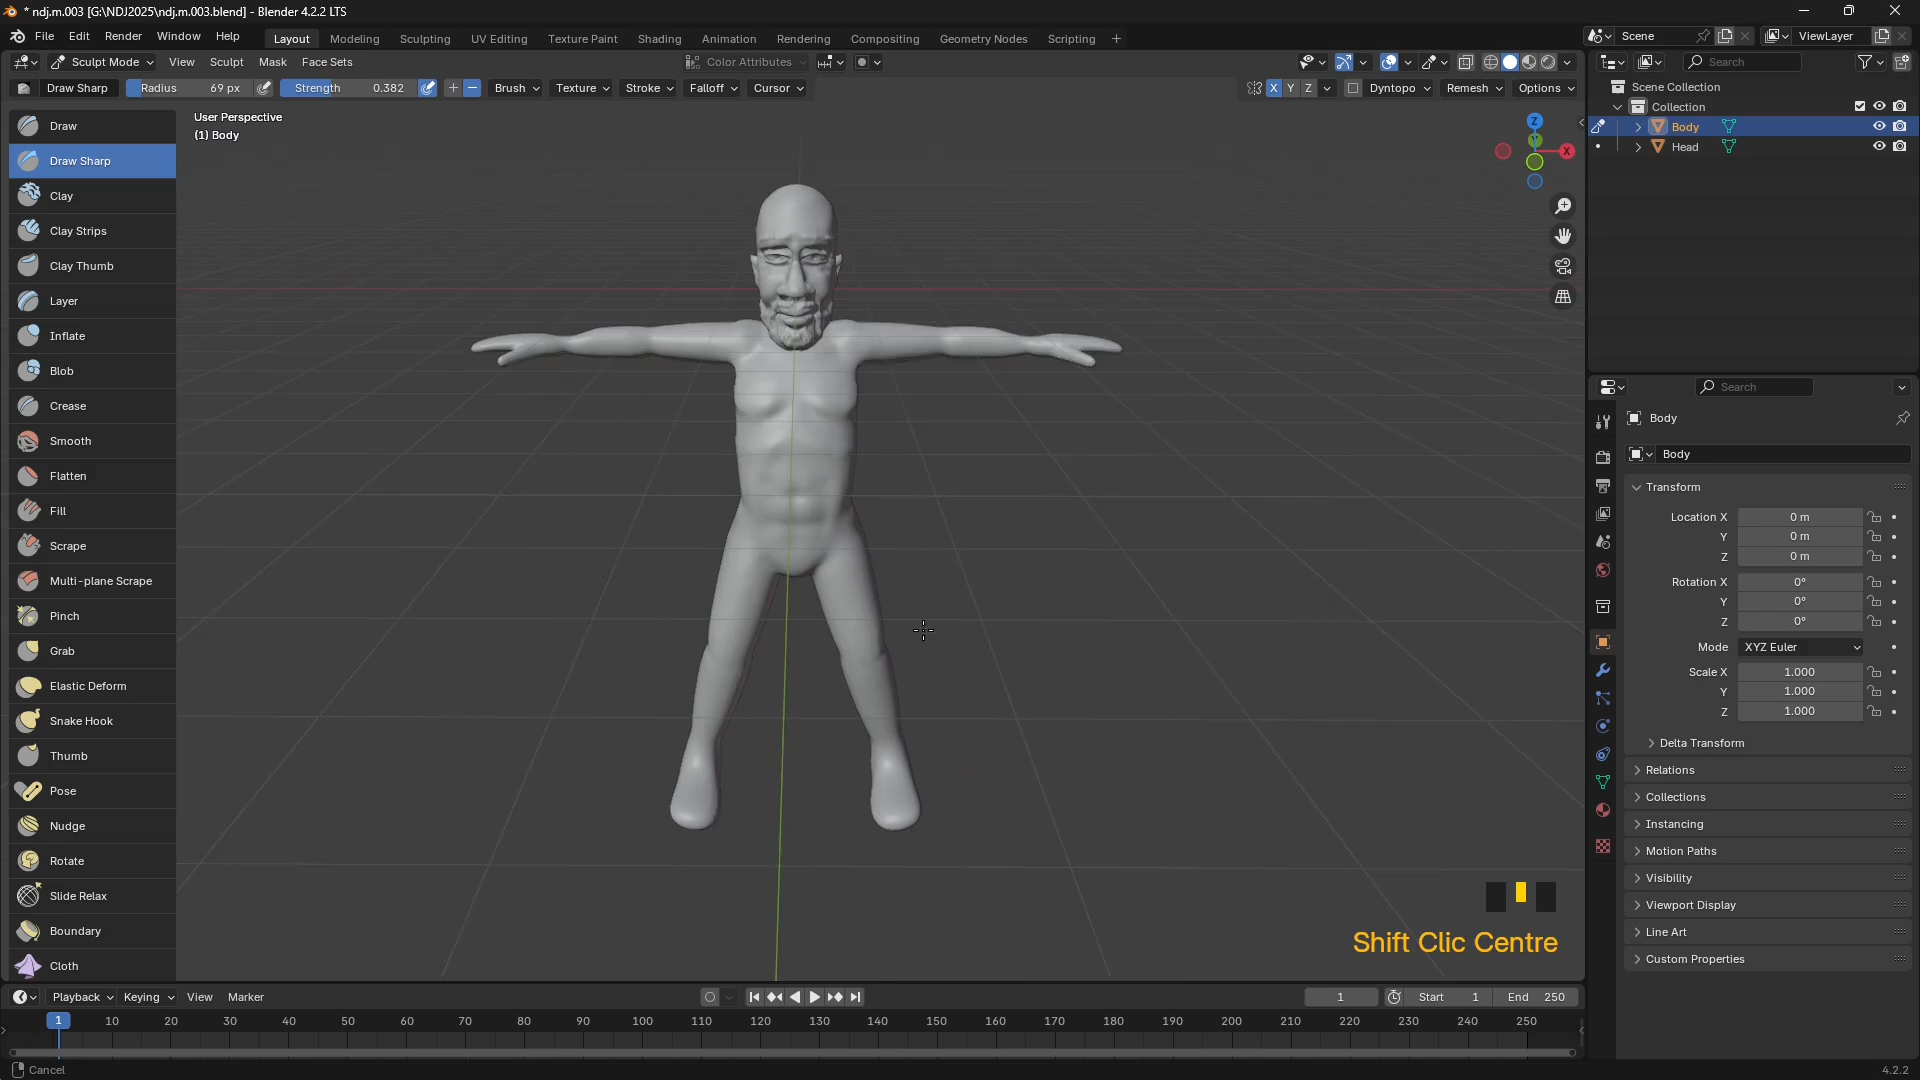 * ndj.m.003 [G:\NDJ2025\ndj.m.003.blend] - Blender 4.2.2 LTS
File Edit Render Window Help Layout Modeling Sculpting UV Editing Texture Paint Shading Animation Rendering Compositing Geometry Nodes Scripting + Scene ViewLayer
Sculpt Mode View Sculpt Mask Face Sets Color Attributes Search
Draw Sharp Radius 69 px Strength 0.382 Brush Texture Stroke Falloff Cursor X Y Z Dyntopo Remesh Options
Scene Collection
Collection
Body
Head
User Perspective
(1) Body
Z
X
Draw
Draw Sharp
Clay
Clay Strips
Clay Thumb
Layer
Inflate
Blob
Crease
Smooth
Flatten
Fill
Scrape
Multi-plane Scrape
Pinch
Grab
Elastic Deform
Snake Hook
Thumb
Pose
Nudge
Rotate
Slide Relax
Boundary
Cloth
Search
Body
Body
Transform
Location X 0 m
Y 0 m
Z 0 m
Rotation X 0°
Y 0°
Z 0°
Mode XYZ Euler
Scale X 1.000
Y 1.000
Z 1.000
Delta Transform
Relations
Collections
Instancing
Motion Paths
Visibility
Viewport Display
Line Art
Custom Properties
Shift Clic Centre
Playback Keying View Marker 1 Start 1 End 250
1 10 20 30 40 50 60 70 80 90 100 110 120 130 140 150 160 170 180 190 200 210 220 230 240 250
Cancel 4.2.2